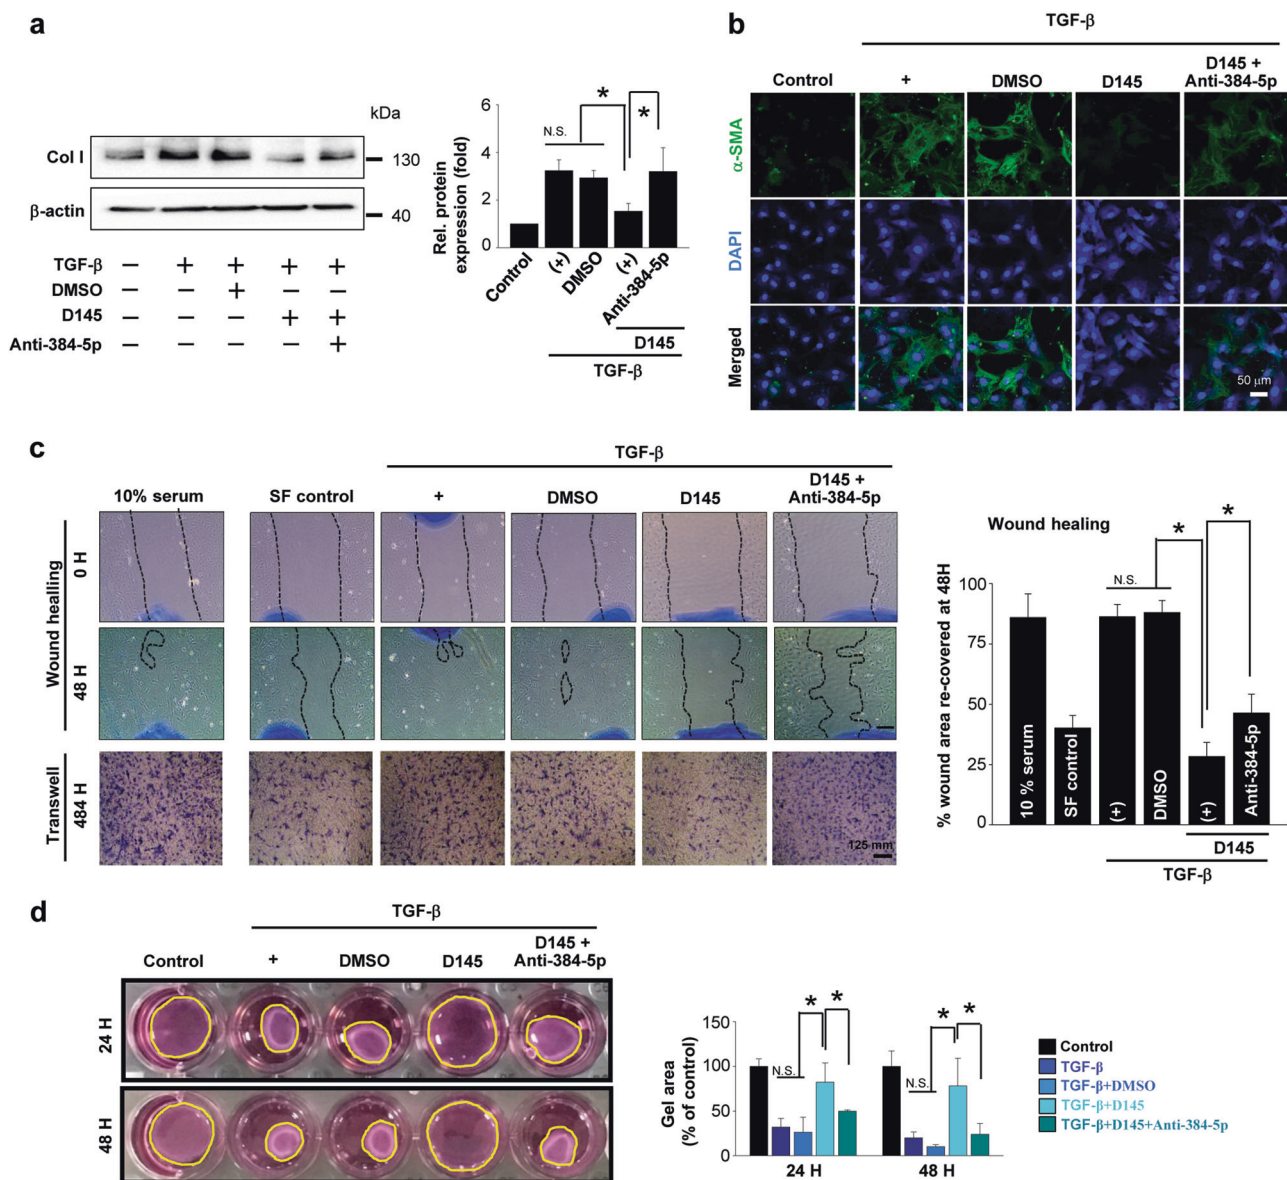 a
kDa
Col I
130
β-actin
40
TGF-β – + + + +
DMSO – – + – –
D145 – – – + +
Anti-384-5p – – – – +
Rel. protein
expression (fold)
6
4
2
0
N.S.
*
*
Control
(+)
DMSO
(+)
Anti-384-5p
D145
TGF-β
b
TGF-β
Control
+
DMSO
D145
D145 +
Anti-384-5p
α-SMA
DAPI
Merged
50 µm
c
TGF-β
10% serum
SF control
+
DMSO
D145
D145 +
Anti-384-5p
Wound healling
0 H
48 H
Transwell
484 H
125 mm
Wound healing
% wound area re-covered at 48H
100
75
50
25
0
N.S.
*
*
10 % serum
SF control
(+)
DMSO
(+)
Anti-384-5p
D145
TGF-β
d
TGF-β
Control
+
DMSO
D145
D145 +
Anti-384-5p
24 H
48 H
Gel area
(% of control)
150
100
50
0
N.S.
*
*
N.S.
*
*
24 H
48 H
Control
TGF-β
TGF-β+DMSO
TGF-β+D145
TGF-β+D145+Anti-384-5p